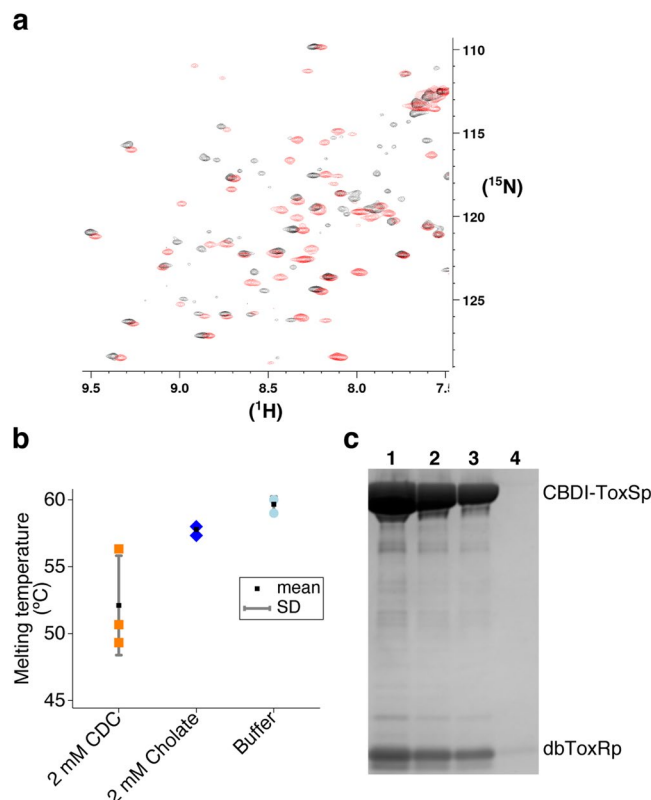 a
110
115
120
125
(15N)
9.5 9.0 8.5 8.0 7.5
(1H)
b
60
55
50
45
Melting temperature
(ºC)
mean
SD
2 mM CDC
2 mM Cholate
Buffer
c
1 2 3 4
CBDI-ToxSp
dbToxRp